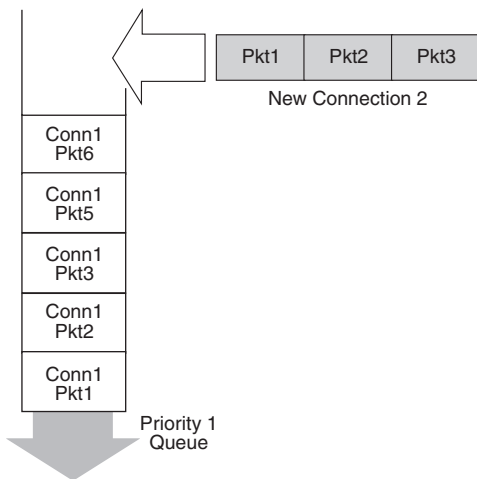 Pkt1 Pkt2 Pkt3
New Connection 2
Conn1
Pkt6
Conn1
Pkt5
Conn1
Pkt3
Conn1
Pkt2
Conn1
Pkt1
Priority 1
Queue